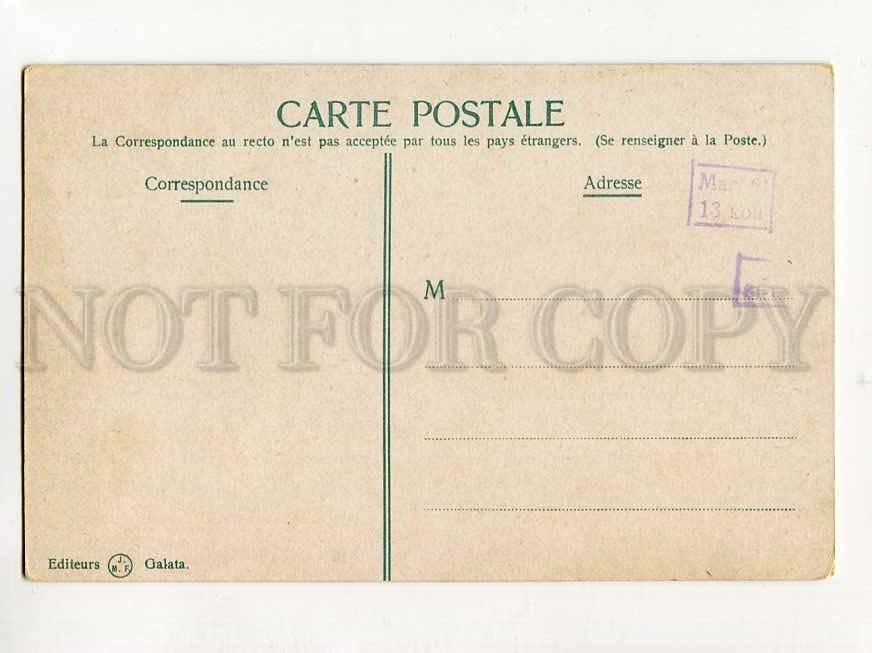 CARTE POSTALE
La Correspondance au recto n'est pas acceptée par tous les pays étrangers. (Se renseigner à la Poste.)
Correspondance
Adresse
13 коп
M
NOT FOR COPY
Editeurs J. M. F. Galata.